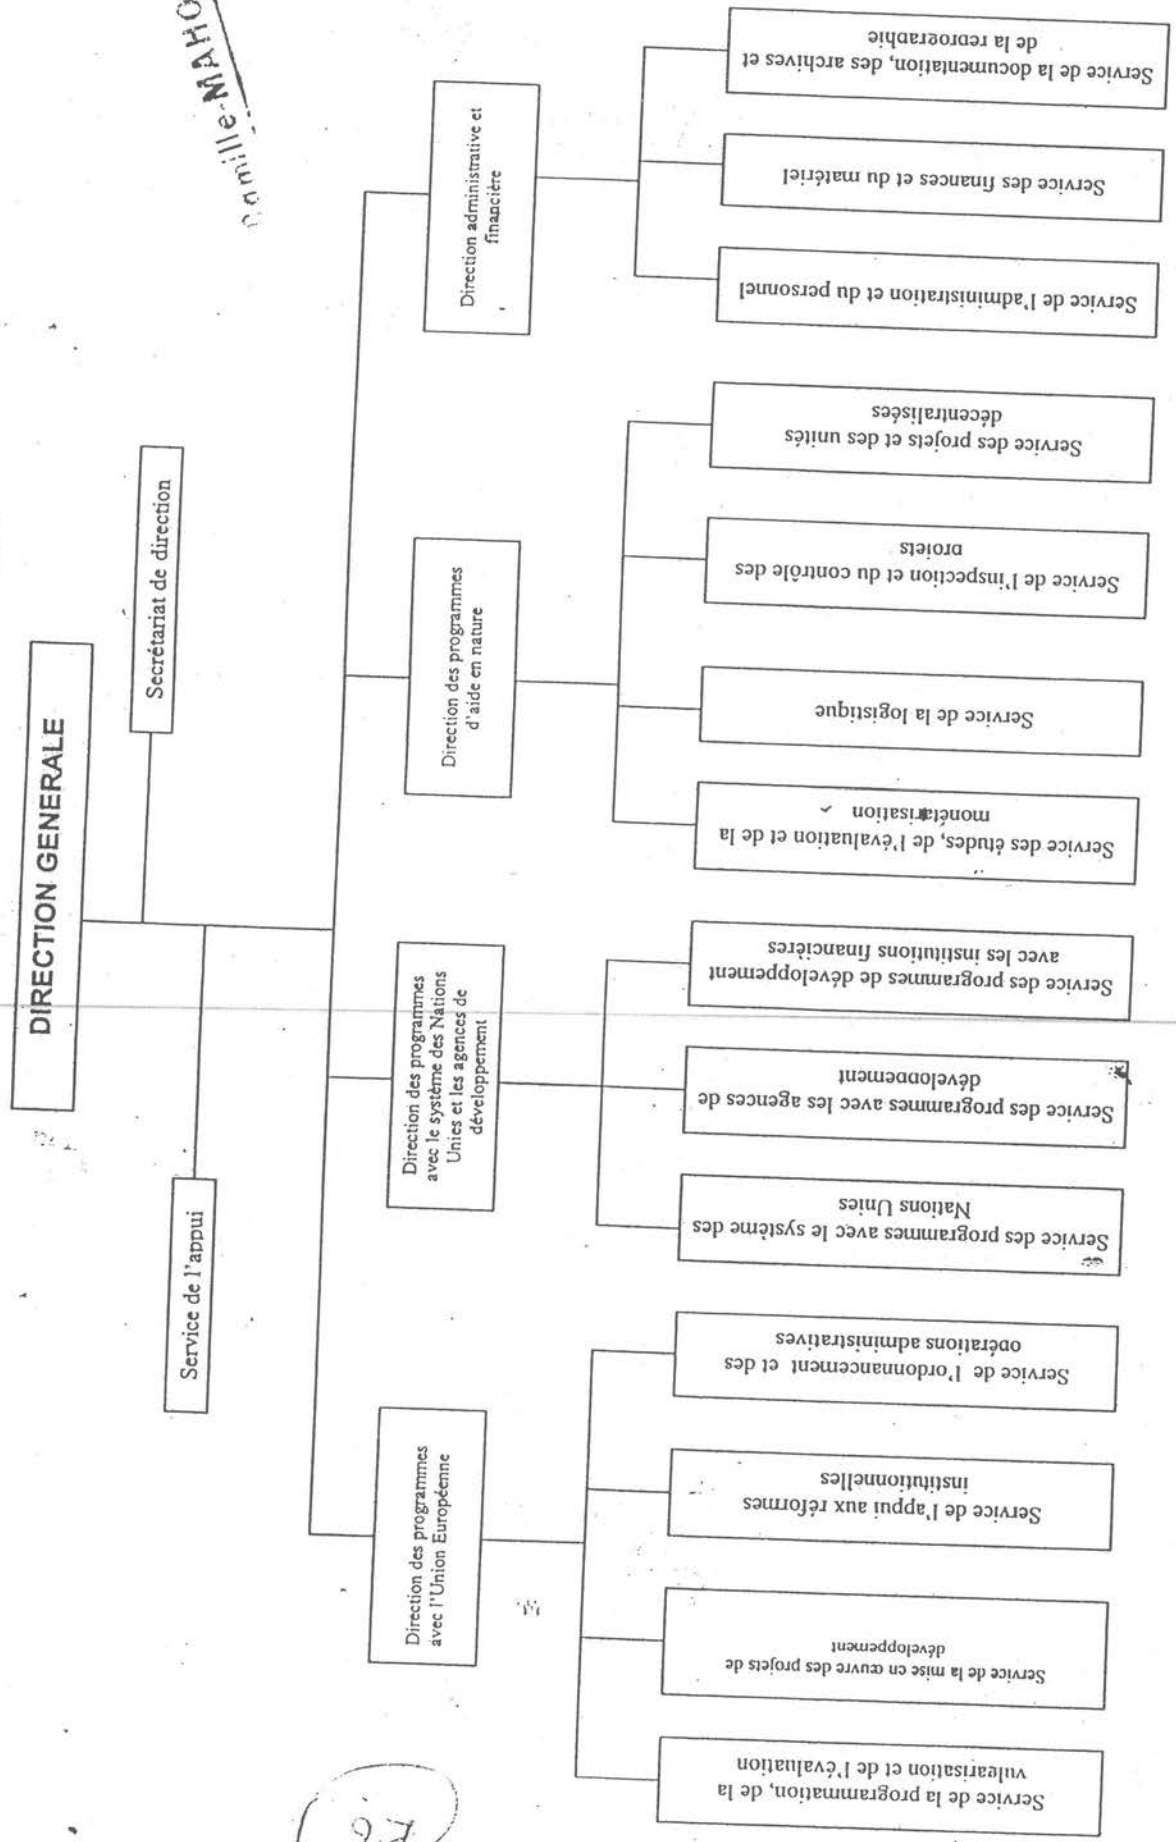 Camille MAHO
DIRECTION GENERALE
Secrétariat de direction
Service de l'appui
Direction des programmes
avec l'Union Européenne
Direction des programmes
avec le système des Nations
Unies et les agences de
développement
Direction des programmes
d'aide en nature
Direction administrative et
financière
Service de la programmation, de la
vulgarisation et de l'évaluation
Service de la mise en œuvre des projets de
développement
Service de l'appui aux réformes
institutionnelles
Service de l'ordonnancement et des
opérations administratives
Service des programmes avec le système des
Nations Unies
Service des programmes avec les agences de
développement
Service des programmes de développement
avec les institutions financières
Service des études, de l'évaluation et de la
monétarisation
Service de la logistique
Service de l'inspection et du contrôle des
projets
Service des projets et des unités
décentralisées
Service de l'administration et du personnel
Service des finances et du matériel
Service de la documentation, des archives et
de la reprographie